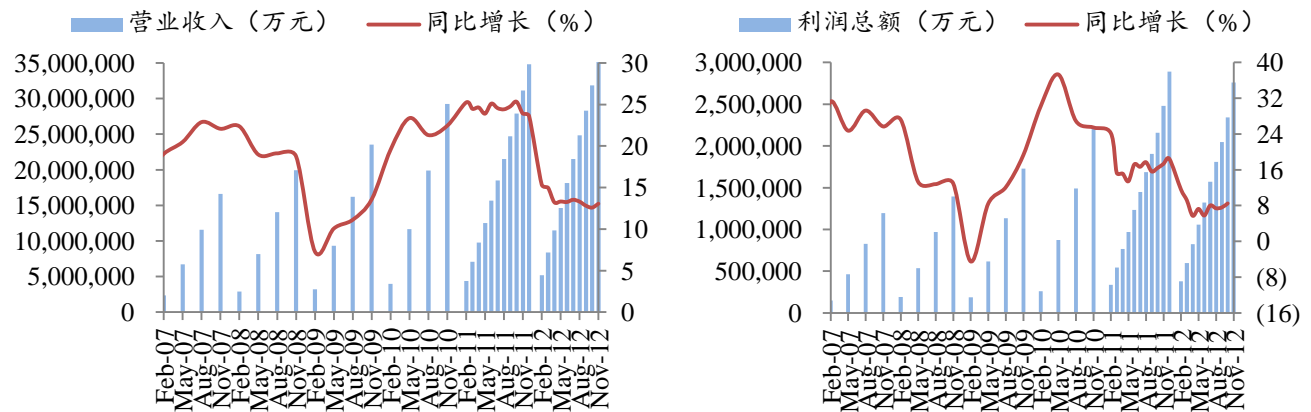 营业收入（万元） 同比增长（%）
35,000,000
30,000,000
25,000,000
20,000,000
15,000,000
10,000,000
5,000,000
0
30
25
20
15
10
5
0
Feb-07
May-07
Aug-07
Nov-07
Feb-08
May-08
Aug-08
Nov-08
Feb-09
May-09
Aug-09
Nov-09
Feb-10
May-10
Aug-10
Nov-10
Feb-11
May-11
Aug-11
Nov-11
Feb-12
May-12
Aug-12
Nov-12
利润总额（万元） 同比增长（%）
3,000,000
2,500,000
2,000,000
1,500,000
1,000,000
500,000
0
40
32
24
16
8
0
(8)
(16)
Feb-07
May-07
Aug-07
Nov-07
Feb-08
May-08
Aug-08
Nov-08
Feb-09
May-09
Aug-09
Nov-09
Feb-10
May-10
Aug-10
Nov-10
Feb-11
May-11
Aug-11
Nov-11
Feb-12
May-12
Aug-12
Nov-12